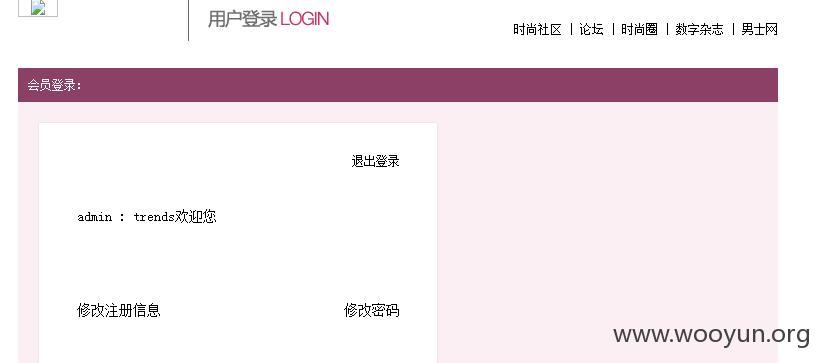 用户登录 LOGIN
时尚社区 | 论坛 | 时尚圈 | 数字杂志 | 男士网
会员登录:
退出登录
admin : trends欢迎您
修改注册信息 修改密码
www.wooyun.org